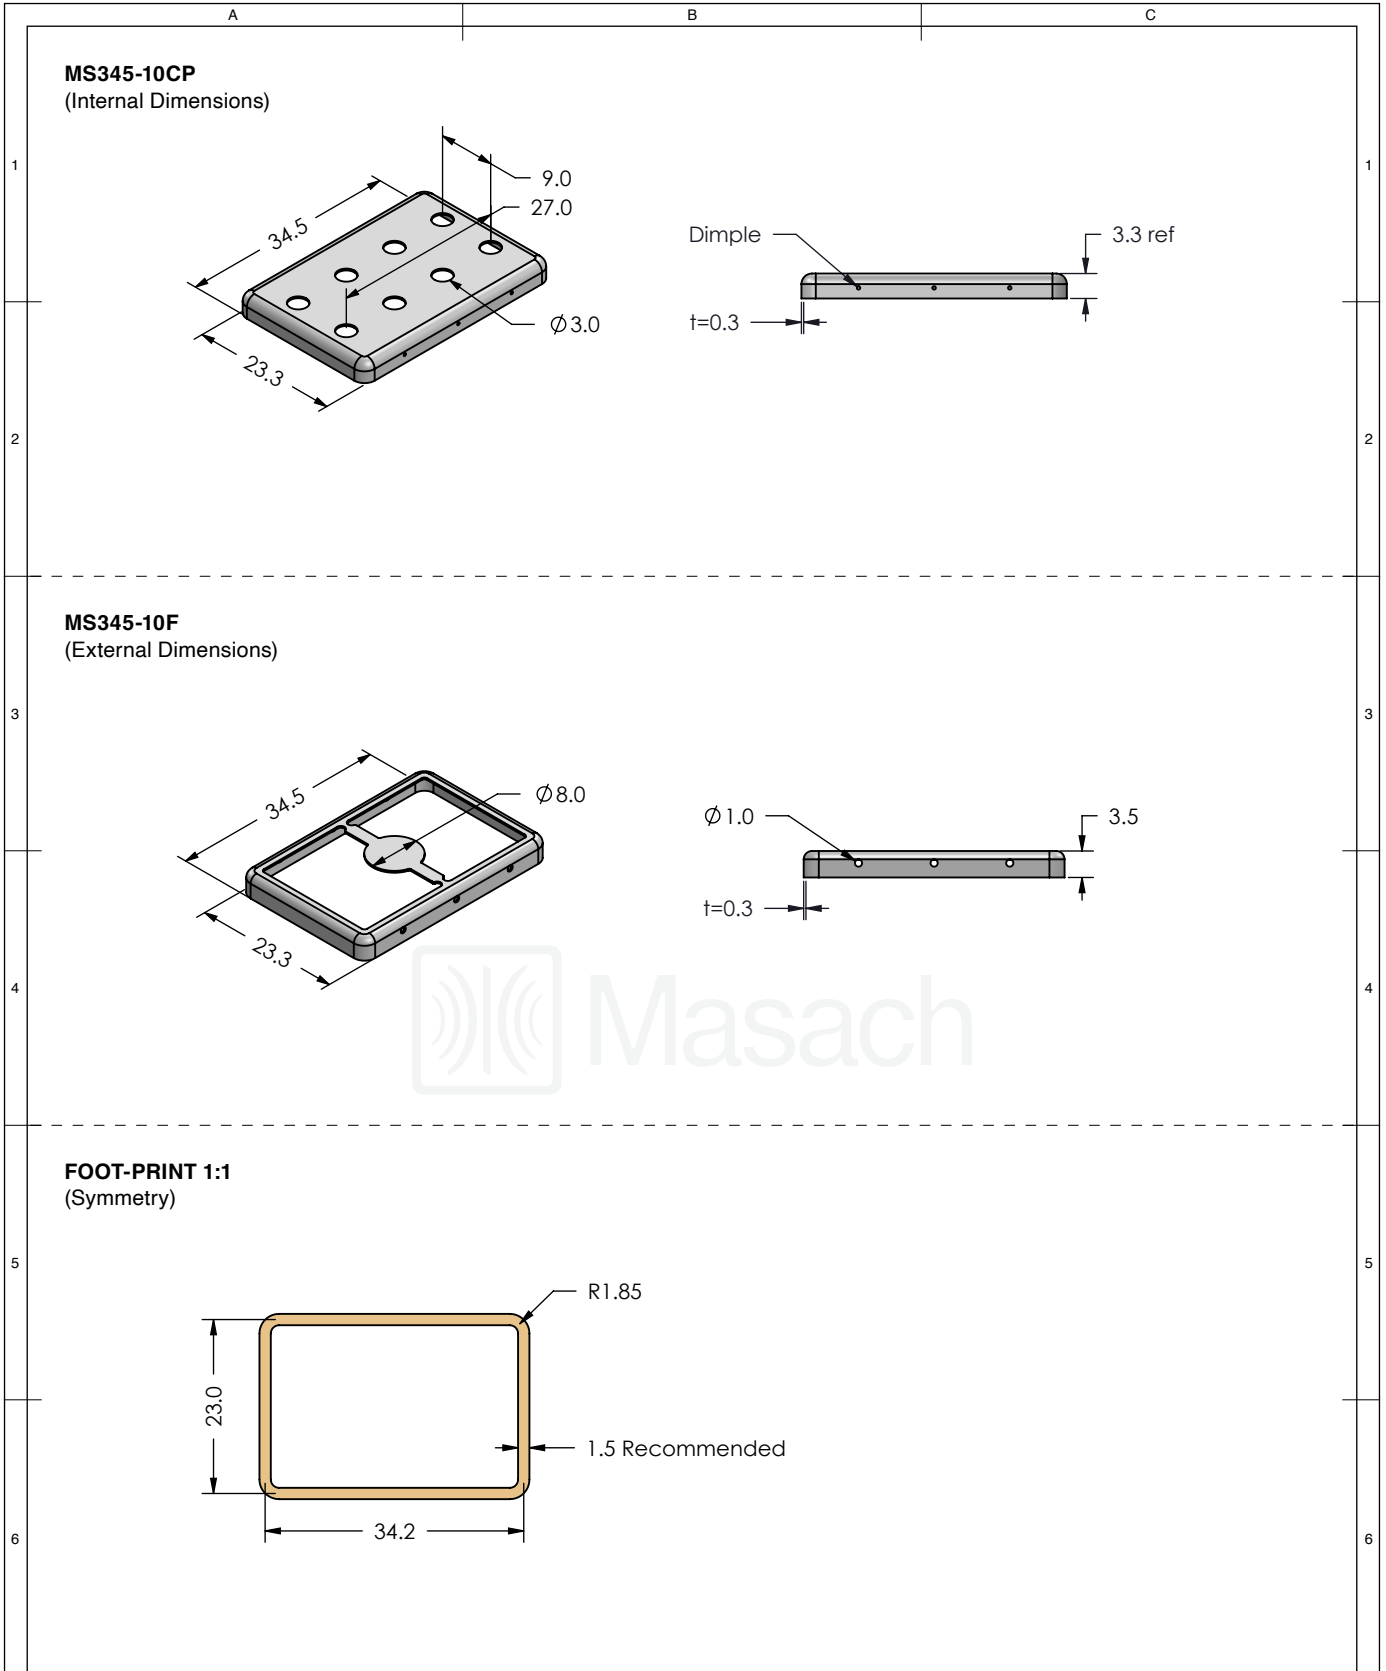 A
B
C
MS345-10CP
(Internal Dimensions)
1
1
9.0
27.0
34.5
Dimple
3.3 ref
t=0.3
Ø3.0
23.3
2
2
MS345-10F
(External Dimensions)
3
3
34.5
Ø8.0
Ø1.0
3.5
t=0.3
23.3
Masach
4
4
FOOT-PRINT 1:1
(Symmetry)
5
5
R1.85
23.0
1.5 Recommended
34.2
6
6